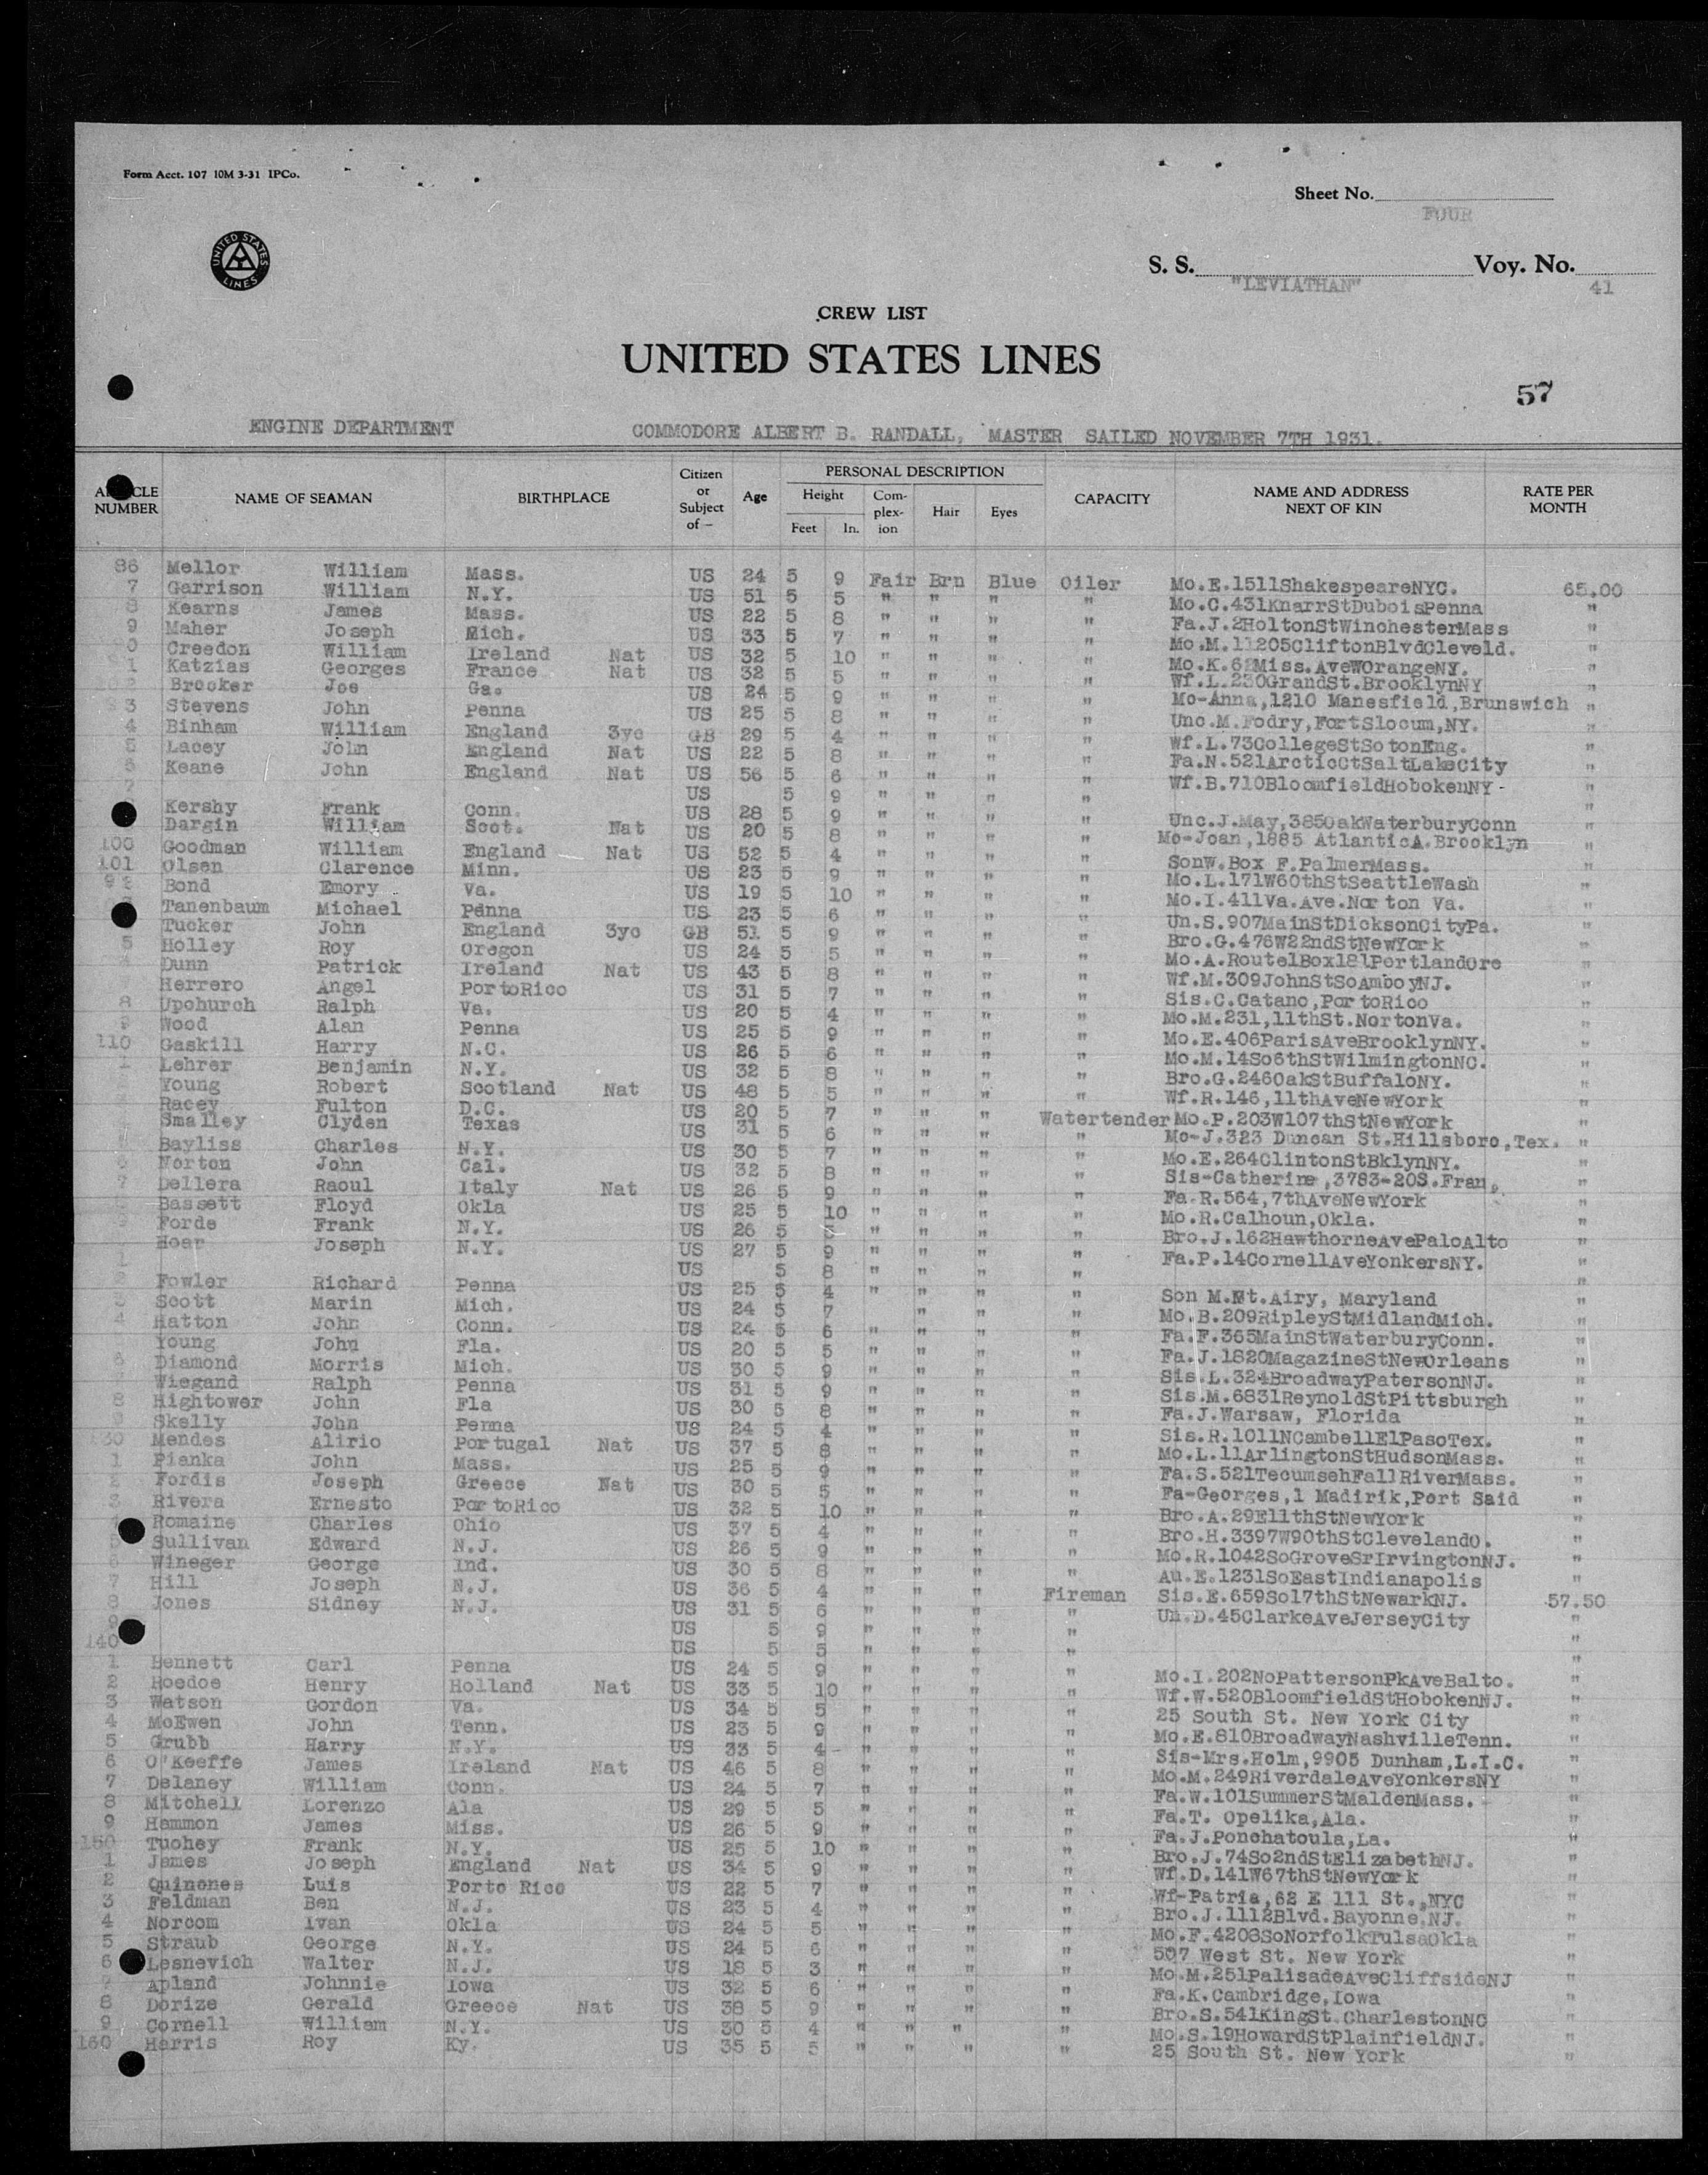 Form Acct. 107 10M 3-31 IPCo.
Sheet No.
FOUR
UNITED STATES LINES
S. S. Voy. No.
"LEVIATHAN" 41
CREW LIST
UNITED STATES LINES
57
ENGINE DEPARTMENT COMMODORE ALBERT B. RANDALL, MASTER SAILED NOVEMBER 7TH 1931.
NUMBER NAME OF SEAMAN BIRTHPLACE Citizen or Subject of — Age PERSONAL DESCRIPTION Height Feet In. Com-plex-ion Hair Eyes CAPACITY NAME AND ADDRESS NEXT OF KIN RATE PER MONTH
86 Mellor William Mass. US 24 5 9 Fair Brn Blue Oiler Mo.E.1511ShakespeareNYC. 65.00
7 Garrison William N.Y. US 51 5 5 " " " " Mo.C.431KnarrStDuboisPenna "
8 Kearns James Mass. US 22 5 8 " " " " Fa.J.2HoltonStWinchesterMass "
9 Maher Joseph Mich. US 33 5 7 " " " " Mo.M.11205CliftonBlvdCleveld. "
0 Creedon William Ireland Nat US 32 5 10 " " " " Mo.K.62Miss.AveWOrangeNY. "
1 Katzias Georges France Nat US 32 5 5 " " " " Wf.L.230GrandSt.BrooklynNY "
Brooker Joe Ga. US 24 5 9 " " " " Mo-Anna,1210 Manesfield,Brunswich "
3 Stevens John Penna US 25 5 8 " " " " Unc.M.Fodry,FortSlocum,NY. "
4 Binham William England 3yc GB 29 5 4 " " " " Wf.L.73CollegeStSotonEng. "
5 Lacey John England Nat US 22 5 8 " " " " Fa.N.521ArcticCtSaltLakeCity "
6 Keane John England Nat US 56 5 6 " " " " Wf.B.710BloomfieldHobokenNY "
7 US 5 9 " " " " "
Kershy Frank Conn. US 28 5 9 " " " " Unc.J.May,385OakWaterburyConn "
Dargin William Scot. Nat US 20 5 8 " " " " Mo-Joan,1885 AtlanticA.Brooklyn "
100 Goodman William England Nat US 52 5 4 " " " " SonW.Box F.PalmerMass. "
101 Olsen Clarence Minn. US 23 5 9 " " " " Mo.L.171W60thStSeattleWash "
Bond Emory Va. US 19 5 10 " " " " Mo.I.411Va.Ave.Norton Va. "
Tanenbaum Michael Penna US 23 5 6 " " " " Un.S.907MainStDicksonCityPa. "
Tucker John England 3yc GB 51 5 9 " " " " Bro.G.476W22ndStNewYork "
5 Holley Roy Oregon US 24 5 5 " " " " Mo.A.Route1Box181PortlandOre "
Dunn Patrick Ireland Nat US 43 5 8 " " " " Wf.M.309JohnStSoAmboyNJ. "
Herrero Angel PortoRico US 31 5 7 " " " " Sis.C.Catano,PortoRico "
8 Upchurch Ralph Va. US 20 5 4 " " " " Mo.M.231,11thSt.NortonVa. "
9 Wood Alan Penna US 25 5 9 " " " " Mo.E.406ParisAveBrooklynNY. "
110 Gaskill Harry N.C. US 26 5 6 " " " " Mo.M.14So6thStWilmingtonNC. "
1 Lehrer Benjamin N.Y. US 32 5 8 " " " " Bro.G.246OakStBuffaloNY. "
Young Robert Scotland Nat US 48 5 5 " " " " Wf.R.146,11thAveNewYork "
Racey Fulton D.C. US 20 5 7 " " " Watertender Mo.P.203W107thStNewYork "
Smalley Clyden Texas US 31 5 6 " " " " Mo-J.323 Duncan St.Hillsboro,Tex. "
Bayliss Charles N.Y. US 30 5 7 " " " " Mo.E.264ClintonStBklynNY. "
6 Norton John Cal. US 32 5 8 " " " " Sis-Catherine,3783-20S.Fran, "
7 Dellera Raoul Italy Nat US 26 5 9 " " " " Fa.R.564,7thAveNewYork "
Bassett Floyd Okla US 25 5 10 " " " " Mo.R.Calhoun,Okla. "
Forde Frank N.Y. US 26 5 5 " " " " Bro.J.162HawthorneAvePaloAlto "
Hoar Joseph N.Y. US 27 5 9 " " " " Fa.P.14CornellAveYonkersNY. "
1 US 5 8 " " " " "
2 Fowler Richard Penna US 25 5 4 " " " " Son M.Mt.Airy, Maryland "
3 Scott Marin Mich. US 24 5 7 " " " Mo.B.209RipleyStMidlandMich. "
4 Hatton John Conn. US 24 5 6 " " " " Fa.F.365MainStWaterburyConn. "
Young John Fla. US 20 5 5 " " " " Fa.J.1820MagazineStNewOrleans "
6 Diamond Morris Mich. US 30 5 9 " " " " Sis.L.324BroadwayPatersonNJ. "
Wiegand Ralph Penna US 31 5 9 " " " " Sis.M.6831ReynoldStPittsburgh "
8 Hightower John Fla US 30 5 8 " " " " Fa.J.Warsaw, Florida "
9 Skelly John Penna US 24 5 4 " " " " Sis.R.1011NCambellElPasoTex. "
130 Mendes Alirio Portugal Nat US 37 5 8 " " " " Mo.L.11ArlingtonStHudsonMass. "
1 Pianka John Mass. US 25 5 9 " " " " Fa.S.521TecumsehFallRiverMass. "
2 Fordis Joseph Greece Nat US 30 5 5 " " " " Fa-Georges,1 Madirik,Port Said "
3 Rivera Ernesto PortoRico US 32 5 10 " " " " Bro.A.29E11thStNewYork "
Romaine Charles Ohio US 37 5 4 " " " " Bro.H.3397W90thStClevelandO. "
Sullivan Edward N.J. US 26 5 9 " " " " Mo.R.1042SoGroveSrIrvingtonNJ. "
6 Wineger George Ind. US 30 5 8 " " " " Au.E.1231SoEastIndianapolis "
7 Hill Joseph N.J. US 36 5 4 " " " Fireman Sis.E.659So17thStNewarkNJ. 57.50
8 Jones Sidney N.J. US 31 5 6 " " " " Un.D.45ClarkeAveJerseyCity "
9 US 5 9 " " " " "
140 US 5 5 " " " " "
1 Bennett Carl Penna US 24 5 9 " " " " Mo.I.202NoPattersonPkAveBalto. "
2 Hoedoe Henry Holland Nat US 33 5 10 " " " " Wf.W.520BloomfieldStHobokenNJ. "
3 Watson Gordon Va. US 34 5 5 " " " " 25 South St. New York City "
4 McEwen John Tenn. US 23 5 9 " " " " Mo.E.810BroadwayNashvilleTenn. "
5 Grubb Harry N.Y. US 33 5 4 " " " " Sis-Mrs.Holm,9905 Dunham,L.I.C. "
6 O'Keeffe James Ireland Nat US 46 5 8 " " " " Mo.M.249RiverdaleAveYonkersNY "
7 Delaney William Conn. US 24 5 7 " " " " Fa.W.101SummerStMaldenMass. "
8 Mitchell Lorenzo Ala US 29 5 5 " " " " Fa.T. Opelika,Ala. "
9 Hammon James Miss. US 26 5 9 " " " " Fa.J.Ponchatoula,La. "
150 Tuohey Frank N.Y. US 25 5 10 " " " " Bro.J.74So2ndStElizabethNJ. "
1 James Joseph England Nat US 34 5 9 " " " " Wf.D.141W67thStNewYork "
2 Quinones Luis Porto Rico US 22 5 7 " " " " Wf-Patria,62 E 111 St.,NYC "
3 Feldman Ben N.J. US 23 5 4 " " " " Bro.J.1112Blvd.Bayonne.NJ. "
4 Norcom Ivan Okla US 24 5 5 " " " " Mo.F.4208SoNorfolkTulsaOkla "
5 Straub George N.Y. US 24 5 6 " " " " 507 West St. New York "
6 Lesnevich Walter N.J. US 18 5 3 " " " " Mo.M.251PalisadeAveCliffsideNJ "
Apland Johnnie Iowa US 32 5 6 " " " " Fa.K.Cambridge,Iowa "
8 Dorize Gerald Greece Nat US 38 5 9 " " " " Bro.S.541KingSt.CharlestonNC "
9 Cornell William N.Y. US 30 5 4 " " " " Mo.S.19HowardStPlainfieldNJ. "
160 Harris Roy Ky. US 35 5 5 " " " " 25 South St. New York "